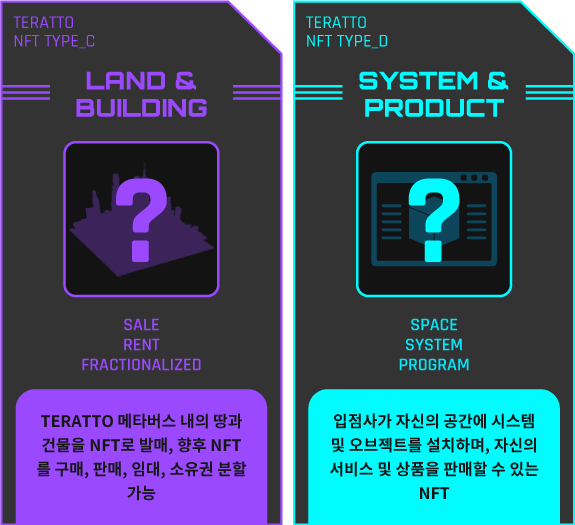 TERATTO
NFT TYPE_C
LAND &
BUILDING
?
SALE
RENT
FRACTIONALIZED
TERATTO 메타버스 내의 땅과
건물을 NFT로 발매, 향후 NFT
를 구매, 판매, 임대, 소유권 분할
가능
TERATTO
NFT TYPE_D
SYSTEM &
PRODUCT
?
SPACE
SYSTEM
PROGRAM
입점사가 자신의 공간에 시스템
및 오브젝트를 설치하며, 자신의
서비스 및 상품을 판매할 수 있는
NFT